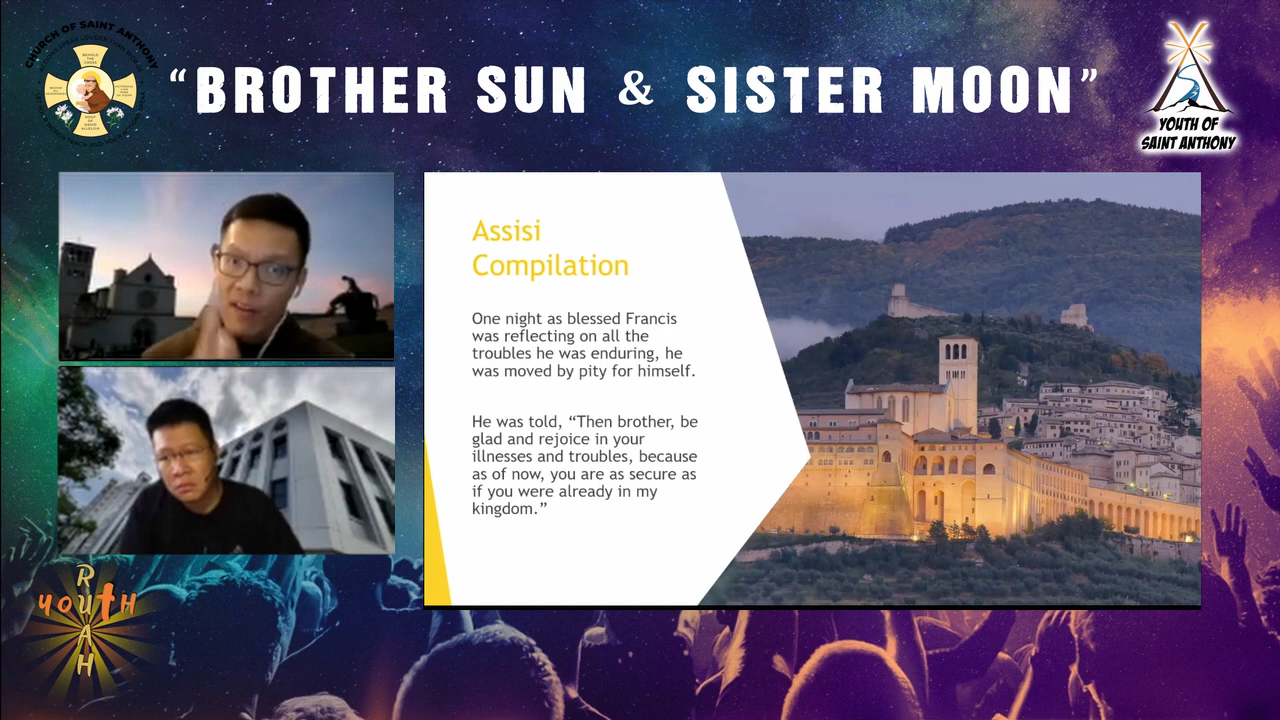 CHURCH OF SAINT ANTHONY
“BROTHER SUN & SISTER MOON”
YOUTH OF
SAINT ANTHONY
Assisi
Compilation
One night as blessed Francis
was reflecting on all the
troubles he was enduring, he
was moved by pity for himself.
He was told, “Then brother, be
glad and rejoice in your
illnesses and troubles, because
as of now, you are as secure as
if you were already in my
kingdom.”
YOUTH
RUAH